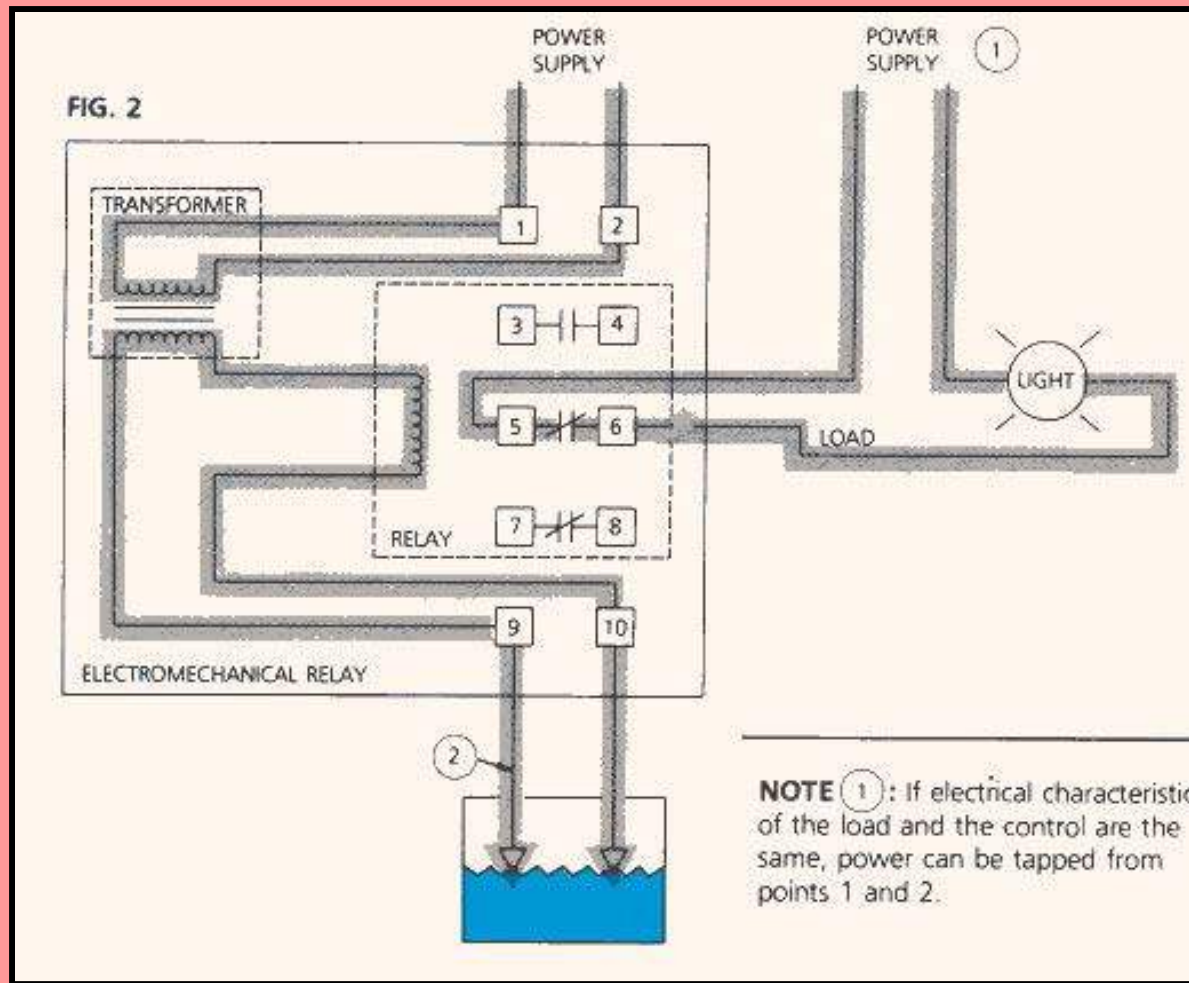 POWER
SUPPLY
POWER
SUPPLY
1
FIG. 2
TRANSFORMER
1
2
3
4
LIGHT
5
6
LOAD
7
8
RELAY
9
10
ELECTROMECHANICAL RELAY
2
NOTE 1 : If electrical characteristic
of the load and the control are the
same, power can be tapped from
points 1 and 2.